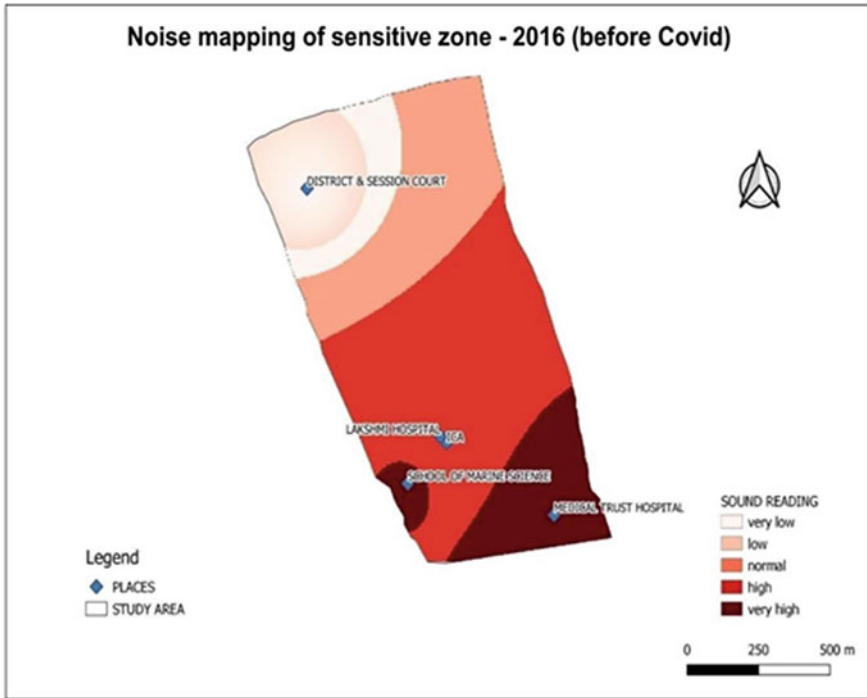 Noise mapping of sensitive zone - 2016 (before Covid)
DISTRICT & SESSION COURT
LAKSHMI HOSPITAL
SCHOOL OF MARINE SCIENCE
MEDIBAL TRUST HOSPITAL
SOUND READING
very low
low
normal
high
very high
Legend
PLACES
STUDY AREA
0 250 500 m